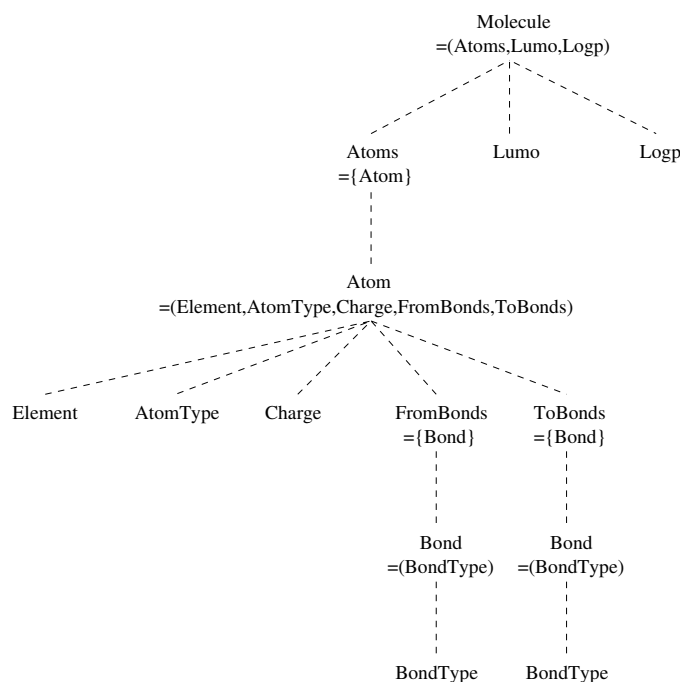 Molecule
=(Atoms,Lumo,Logp)
Atoms Lumo Logp
={Atom}
Atom
=(Element,AtomType,Charge,FromBonds,ToBonds)
Element AtomType Charge FromBonds ToBonds
={Bond} ={Bond}
Bond Bond
=(BondType) =(BondType)
BondType BondType